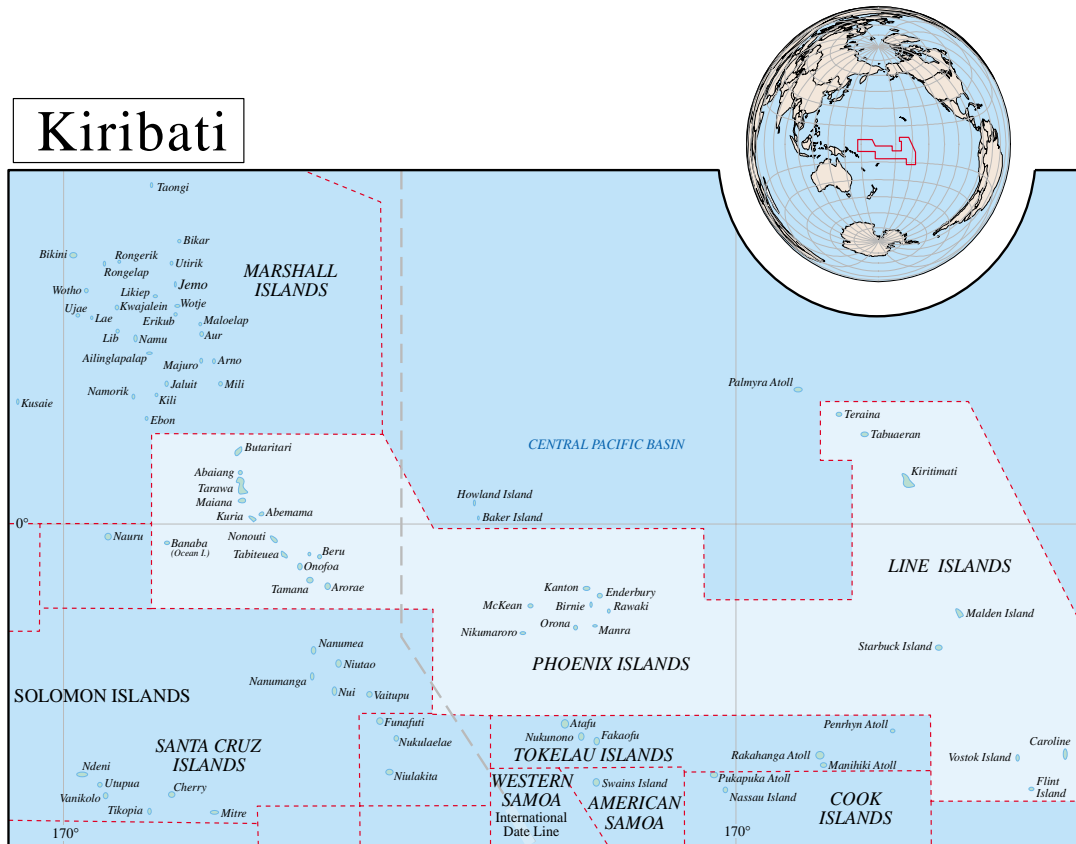 Kiribati
Taongi
Bikar
Bikini
Rongerik
Utirik
Rongelap
MARSHALL
ISLANDS
Jemo
Wotho
Likiep
Wotje
Kwajalein
Ujae
Lae
Erikub
Maloelap
Lib
Namu
Aur
Ailinglapalap
Majuro
Arno
Jaluit
Mili
Namorik
Kili
Kusaie
Ebon
Palmyra Atoll
Teraina
Tabuaeran
CENTRAL PACIFIC BASIN
Butaritari
Abaiang
Tarawa
Maiana
Kuria
Abemama
Kiritimati
Howland Island
Baker Island
0°
Nauru
Banaba
(Ocean I.)
Nonouti
Tabiteuea
Beru
Onofoa
Tamana
Arorae
LINE ISLANDS
Kanton
Enderbury
McKean
Birnie
Rawaki
Orona
Manra
Nikumaroro
PHOENIX ISLANDS
Malden Island
Starbuck Island
Nanumea
Niutao
Nanumanga
Nui
Vaitupu
SOLOMON ISLANDS
Funafuti
Nukulaelae
Niulakita
Atafu
Nukunono
Fakaofu
TOKELAU ISLANDS
Penrhyn Atoll
Rakahanga Atoll
Manihiki Atoll
Vostok Island
Caroline
Flint
Island
SANTA CRUZ
ISLANDS
Ndeni
Utupua
Vanikolo
Cherry
Tikopia
Mitre
WESTERN
SAMOA
International
Date Line
Swains Island
AMERICAN
SAMOA
Pukapuka Atoll
Nassau Island
COOK
ISLANDS
170°
170°